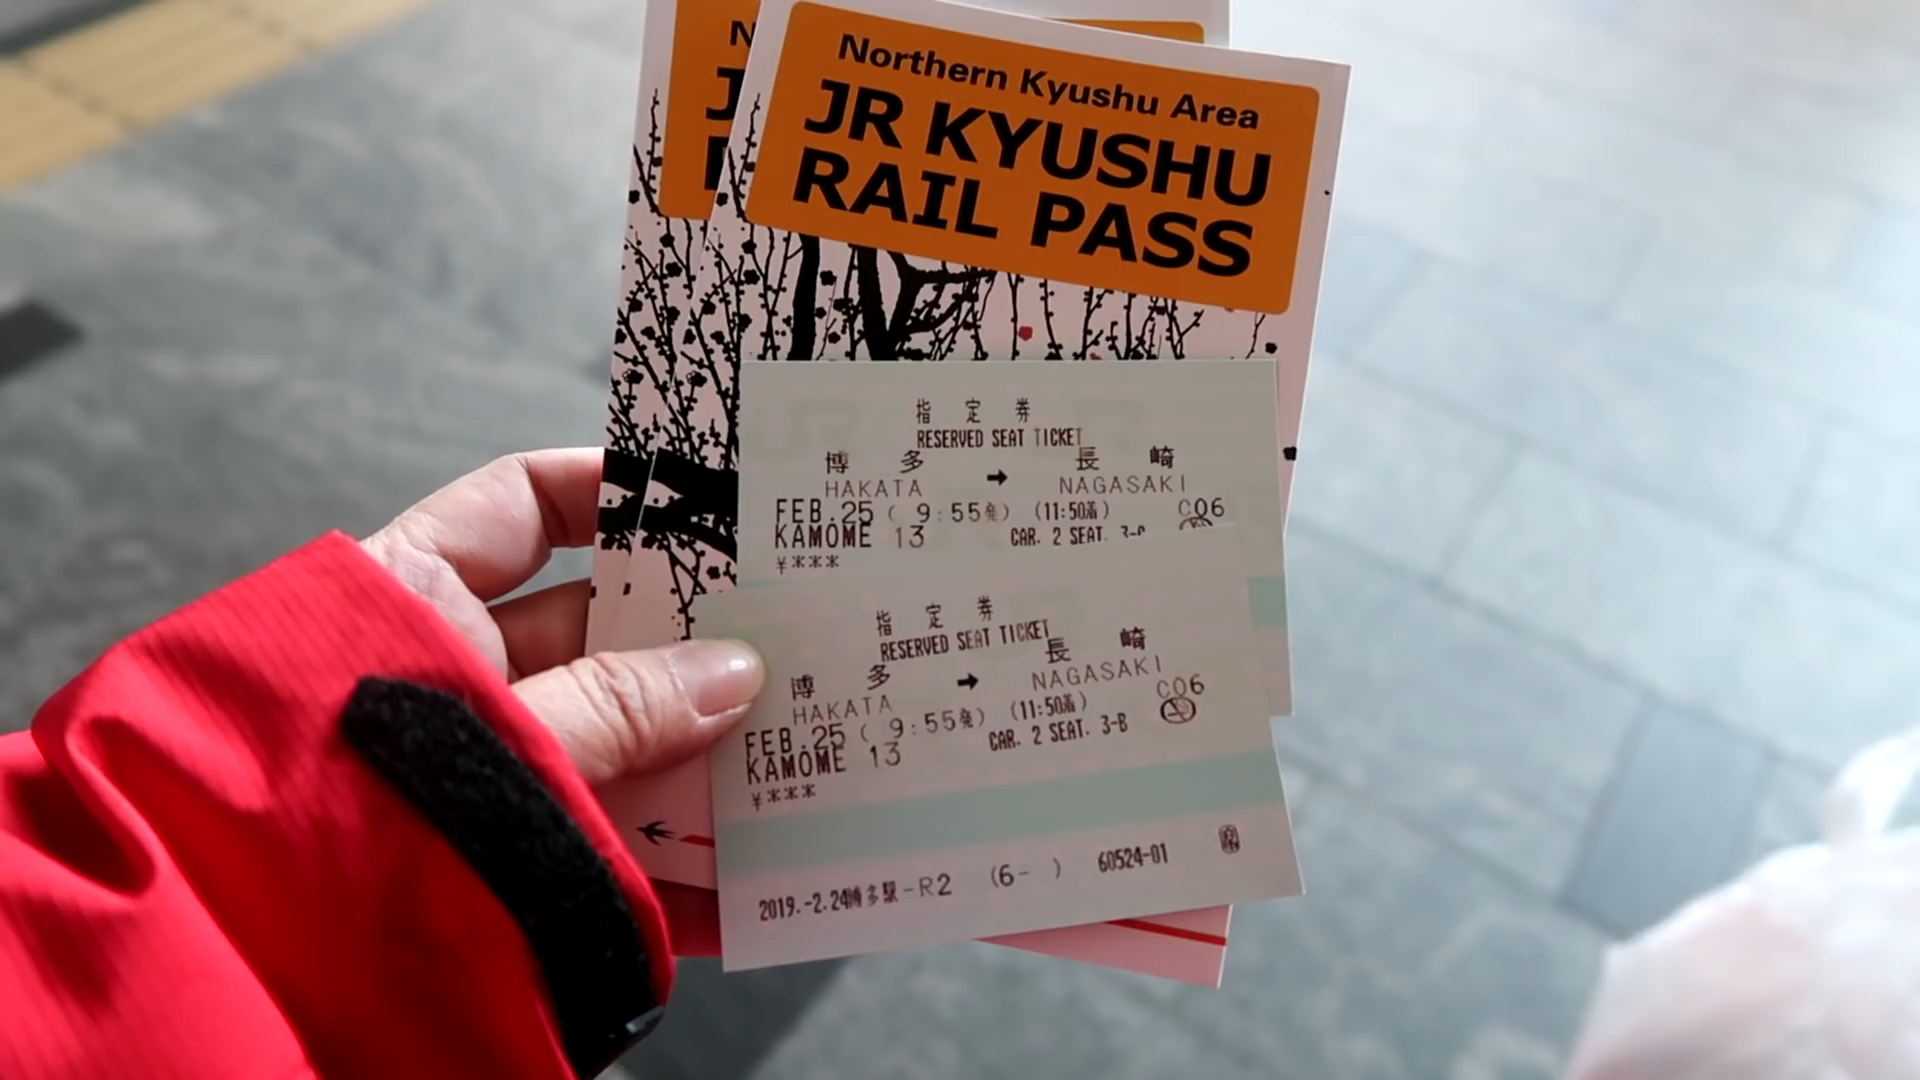 N
J
Northern Kyushu Area
JR KYUSHU
RAIL PASS
指定券
RESERVED SEAT TICKET
博多 → 長崎
HAKATA NAGASAKI
FEB.25 ( 9:55発) (11:50着) C06
KAMOME 13 CAR. 2 SEAT.
¥***
指定券
RESERVED SEAT TICKET
博多 → 長崎
HAKATA NAGASAKI
FEB.25 ( 9:55発) (11:50着) C06
KAMOME 13 CAR. 2 SEAT. 3-B
¥***
2019.-2.24博多駅-R2 (6- ) 60524-01